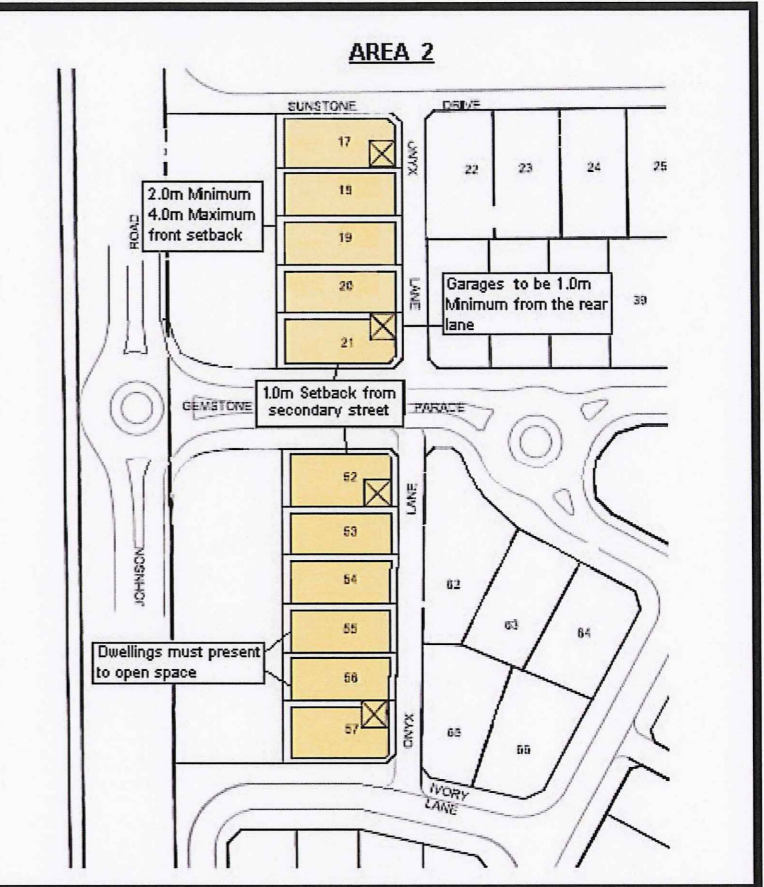 AREA 2
SUNSTONE
DRIVE
17
ONYX
22
23
24
25
2.0m Minimum
4.0m Maximum
front setback
18
ROAD
19
20
LANE
Garages to be 1.0m
Minimum from the rear
lane
39
21
GEMSTONE
1.0m Setback from
secondary street
PARADE
52
LANE
53
54
62
63
64
JOHNSON
55
Dwellings must present
to open space
56
57
ONYX
65
66
IVORY
LANE